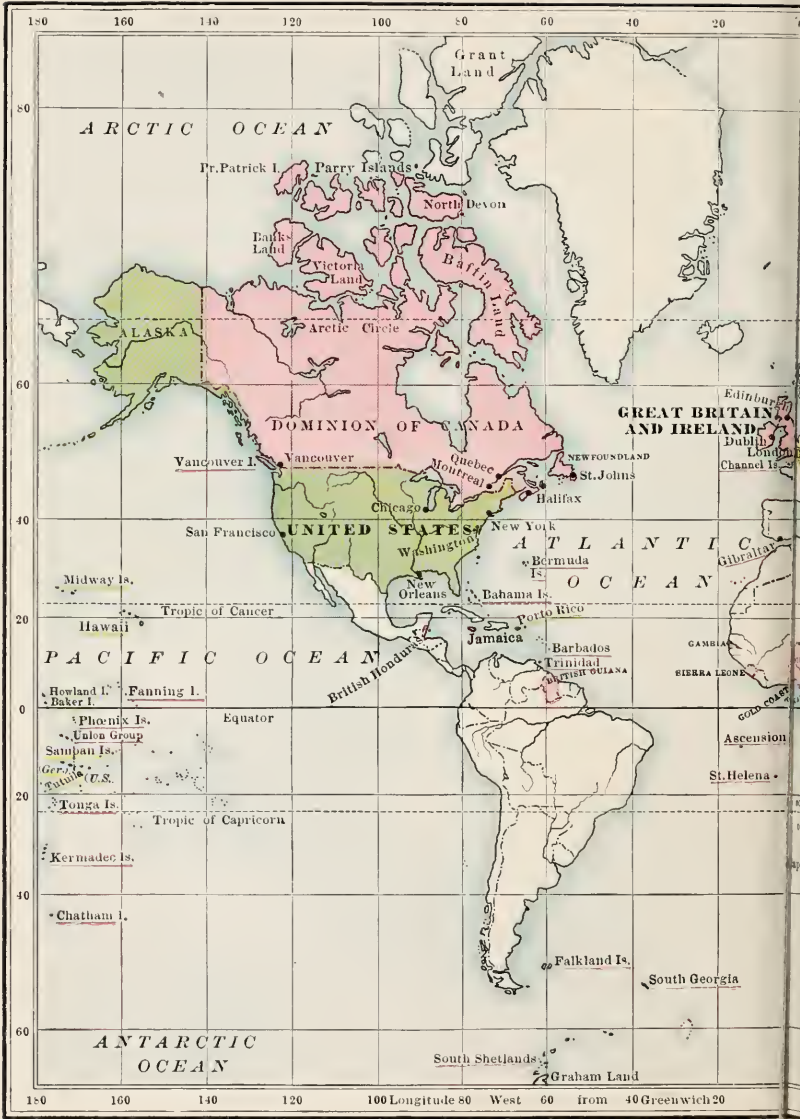 180 160 140 120 100 80 60 40 20
Grant
Land
80
ARCTIC OCEAN
Pr. Patrick I.
Parry Islands
North Devon
Banks
Land
Victoria
Land
Baffin Land
ALASKA
Arctic Circle
60
Edinbur
GREAT BRITAIN
AND IRELAND
Dublin
London
Channel Is.
DOMINION OF CANADA
Vancouver I.
Vancouver
Quebec
Montreal
NEWFOUNDLAND
St. Johns
Halifax
Chicago
40
San Francisco
UNITED STATES
New York
Washington
ATLANTIC
OCEAN
Gibraltar
Bermuda
Is.
New
Orleans
Bahama Is.
Midway Is.
Tropic of Cancer
20
Hawaii
Porto Rico
Jamaica
British Honduras
Barbados
Trinidad
BRITISH GUIANA
GAMBIA
SIERRA LEONE
GOLD COAST
PACIFIC OCEAN
Howland I.
Baker I.
Fanning I.
0
Equator
Phœnix Is.
Union Group
Samoan Is.
(Ger.)
Tutuila
(U.S.
Ascension
St. Helena
20
Tonga Is.
Tropic of Capricorn
Kermadec Is.
40
Chatham I.
Falkland Is.
South Georgia
60
ANTARCTIC
OCEAN
South Shetlands
Graham Land
180 160 140 120 100 Longitude 80 West 60 from 40 Greenwich 20